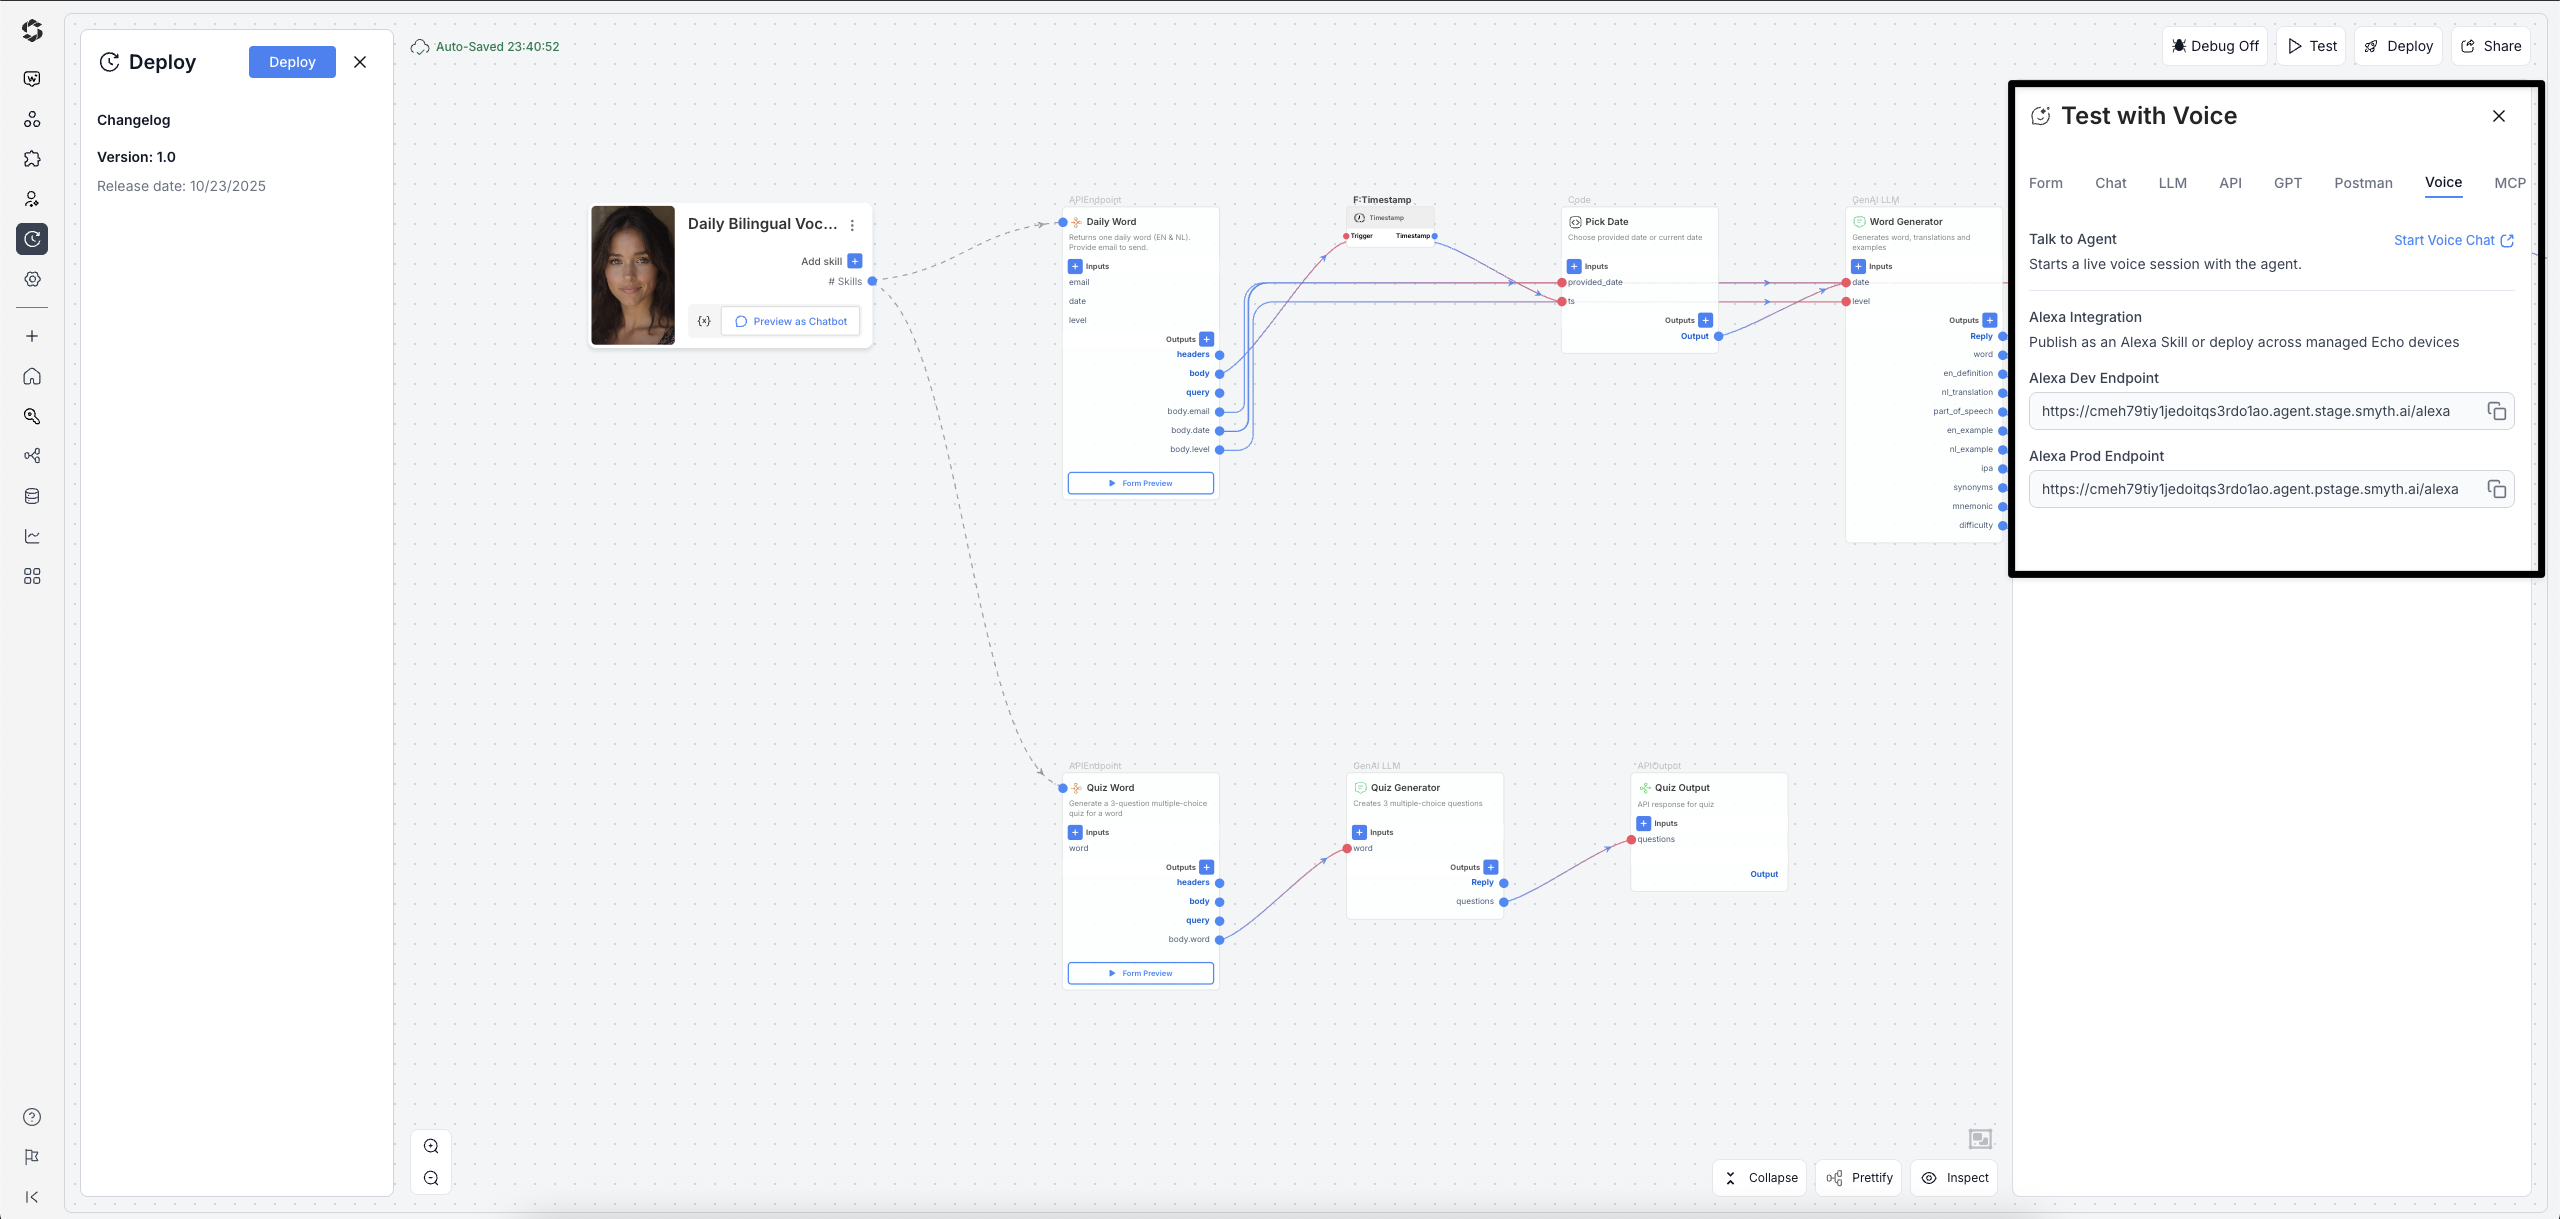 Deploy
Deploy
Changelog
Version: 1.0
Release date: 10/23/2025
Auto-Saved 23:40:52
Debug Off
Test
Deploy
Share
Daily Bilingual Voc...
Add skill
# Skills
{x}
Preview as Chatbot
APIEndpoint
Daily Word
Returns one daily word (EN & NL).
Provide email to send.
Inputs
email
date
level
Outputs
headers
body
query
body.email
body.date
body.level
Form Preview
F:Timestamp
Timestamp
Trigger
Timestamp
Code
Pick Date
Choose provided date or current date
Inputs
provided_date
ts
Outputs
Output
GenAI LLM
Word Generator
Generates word, translations and
examples
Inputs
date
level
Outputs
Reply
word
en_definition
nl_translation
part_of_speech
en_example
nl_example
ipa
synonyms
mnemonic
difficulty
APIEndpoint
Quiz Word
Generate a 3-question multiple-choice
quiz for a word
Inputs
word
Outputs
headers
body
query
body.word
Form Preview
GenAI LLM
Quiz Generator
Creates 3 multiple-choice questions
Inputs
word
Outputs
Reply
questions
APIOutput
Quiz Output
API response for quiz
Inputs
questions
Output
Test with Voice
Form Chat LLM API GPT Postman Voice MCP
Talk to Agent
Start Voice Chat
Starts a live voice session with the agent.
Alexa Integration
Publish as an Alexa Skill or deploy across managed Echo devices
Alexa Dev Endpoint
https://cmeh79tiy1jedoitqs3rdo1ao.agent.stage.smyth.ai/alexa
Alexa Prod Endpoint
https://cmeh79tiy1jedoitqs3rdo1ao.agent.pstage.smyth.ai/alexa
Collapse
Prettify
Inspect